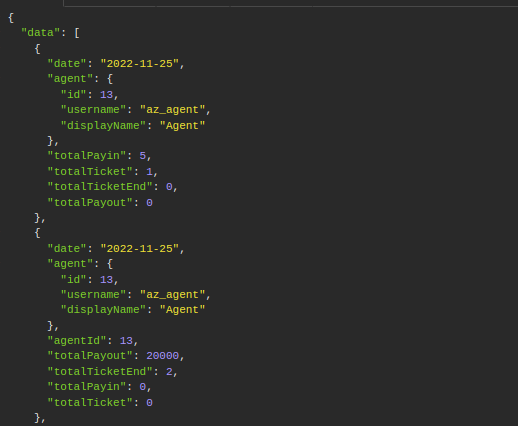 {
  "data": [
    {
      "date": "2022-11-25",
      "agent": {
        "id": 13,
        "username": "az_agent",
        "displayName": "Agent"
      },
      "totalPayin": 5,
      "totalTicket": 1,
      "totalTicketEnd": 0,
      "totalPayout": 0
    },
    {
      "date": "2022-11-25",
      "agent": {
        "id": 13,
        "username": "az_agent",
        "displayName": "Agent"
      },
      "agentId": 13,
      "totalPayout": 20000,
      "totalTicketEnd": 2,
      "totalPayin": 0,
      "totalTicket": 0
    },